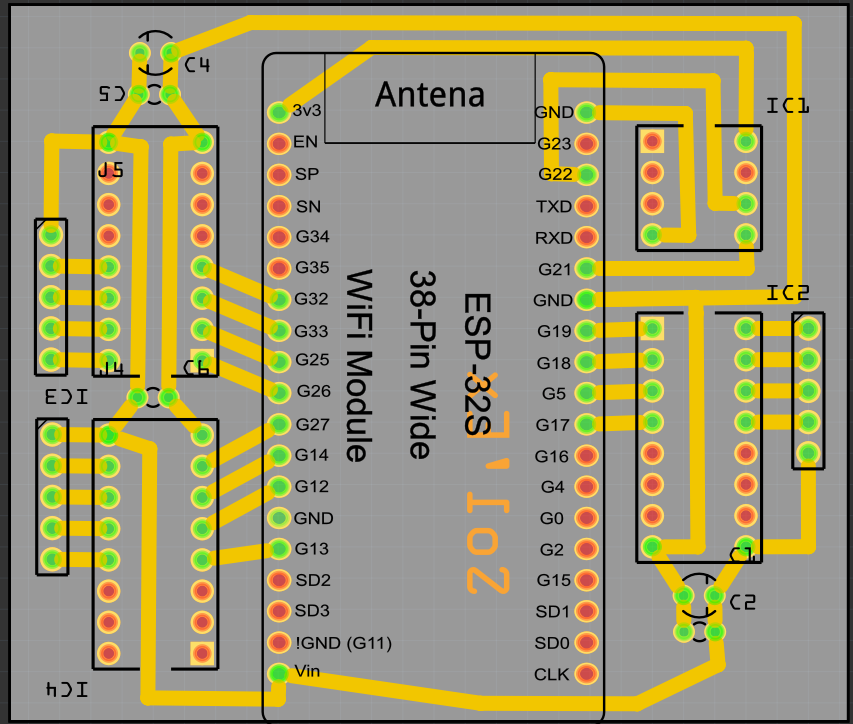 C4
C5
Antena
IC1
3v3
GND
EN
G23
J5
SP
G22
SN
TXD
G34
RXD
G35
G21
G32
GND
IC2
G33
G19
G25
G18
J4
C6
G26
G5
IC3
G27
G17
G14
G16
G12
G4
GND
G0
G13
G2
C1
SD2
G15
C2
SD3
SD1
!GND (G11)
SD0
Vin
CLK
IC4
ESP-32S
38-Pin Wide
WiFi Module